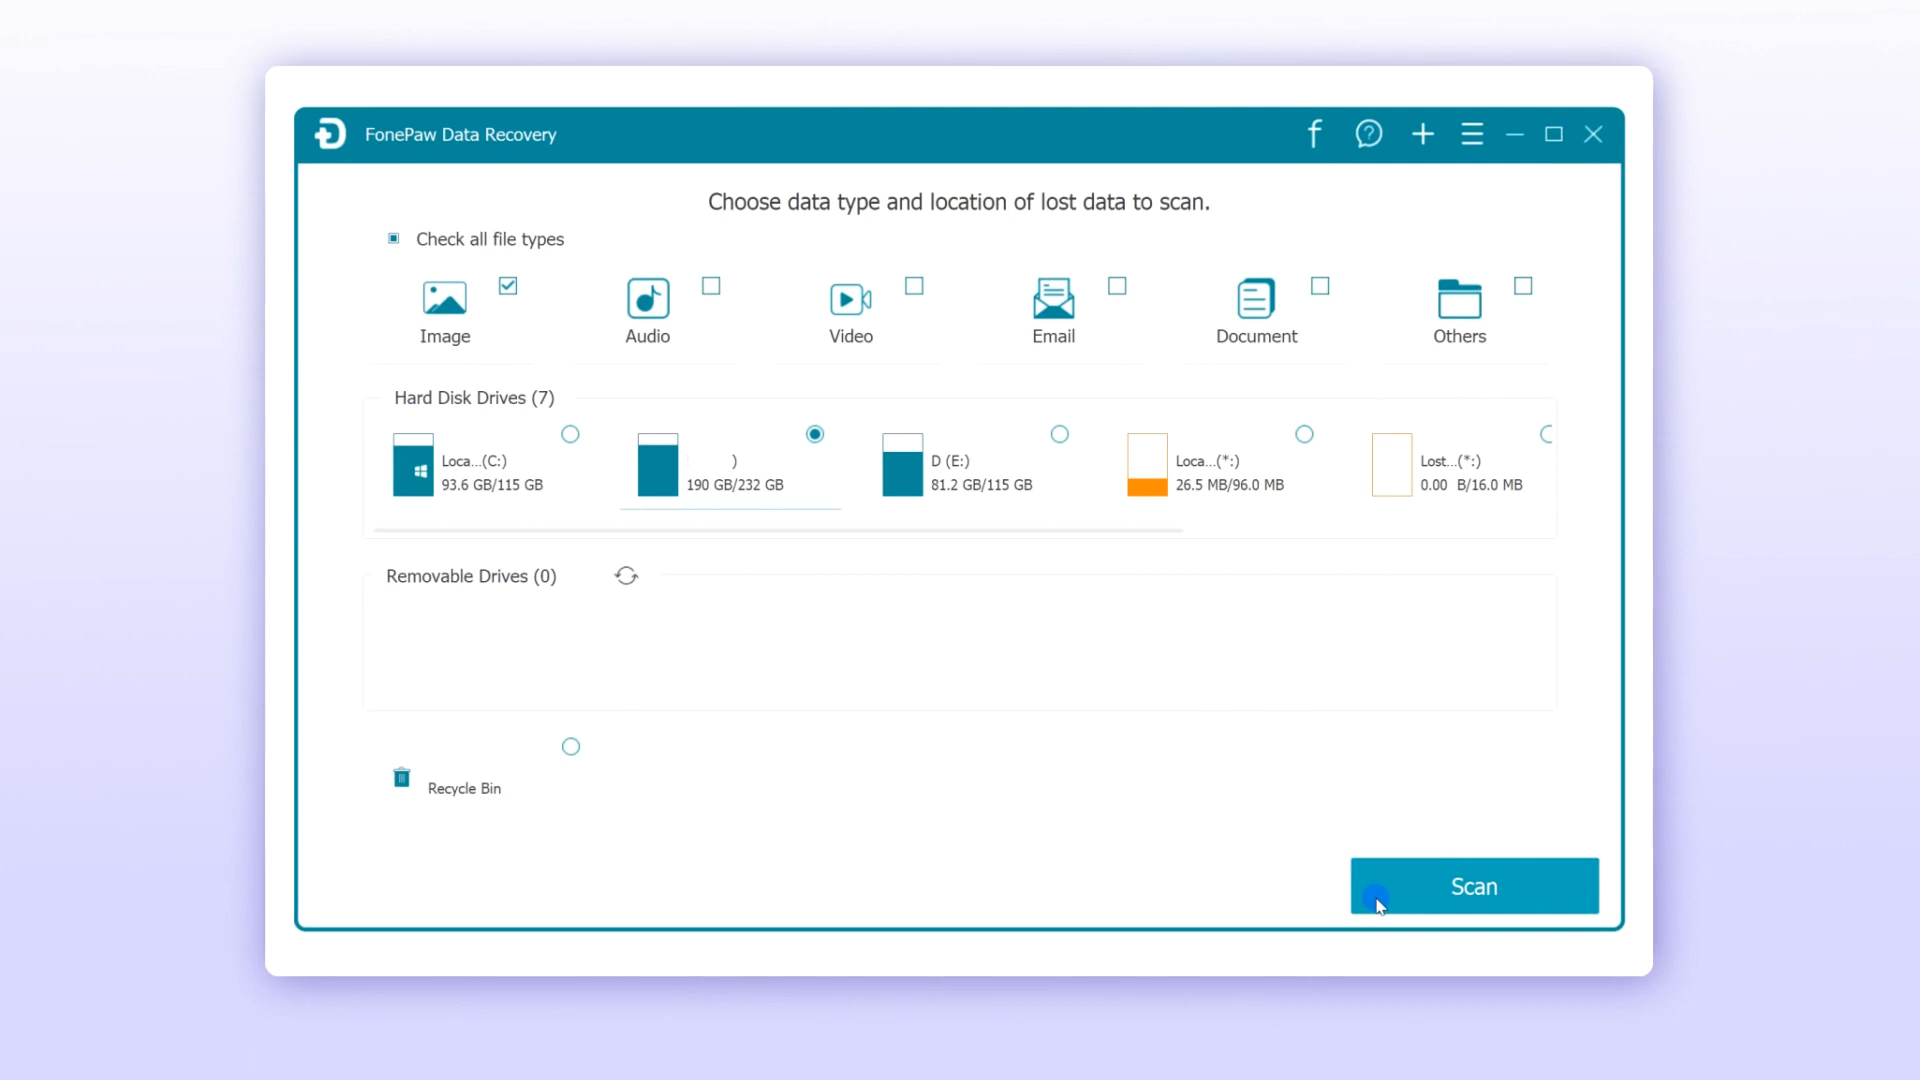 FonePaw Data Recovery
Choose data type and location of lost data to scan.
Check all file types
Image
Audio
Video
Email
Document
Others
Hard Disk Drives (7)
Loca...(C:)
93.6 GB/115 GB
)
190 GB/232 GB
D (E:)
81.2 GB/115 GB
Loca...(*:)
26.5 MB/96.0 MB
Lost...(*:)
0.00 B/16.0 MB
Removable Drives (0)
Recycle Bin
Scan